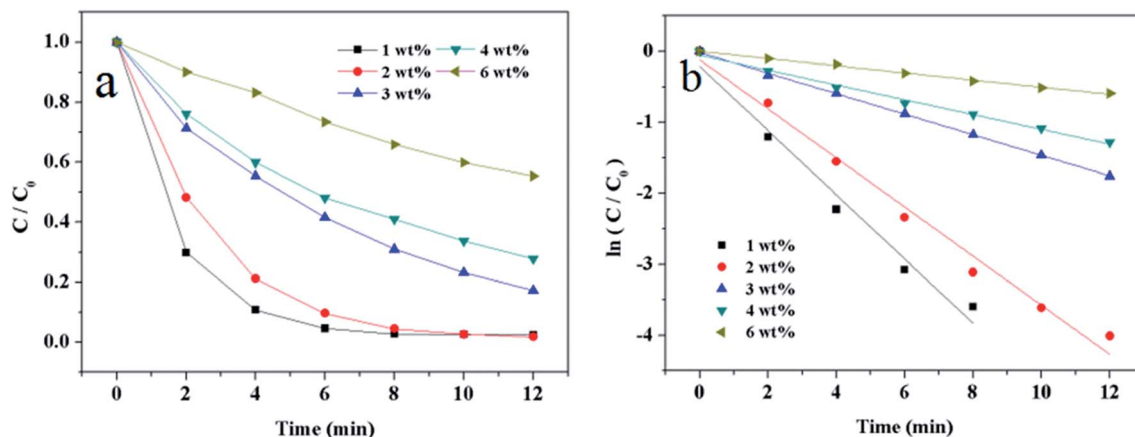 a
1 wt% 4 wt%
2 wt% 6 wt%
3 wt%
C / C0
1.0
0.8
0.6
0.4
0.2
0.0
0 2 4 6 8 10 12
Time (min)
b
1 wt%
2 wt%
3 wt%
4 wt%
6 wt%
ln ( C / C0 )
0
-1
-2
-3
-4
0 2 4 6 8 10 12
Time (min)